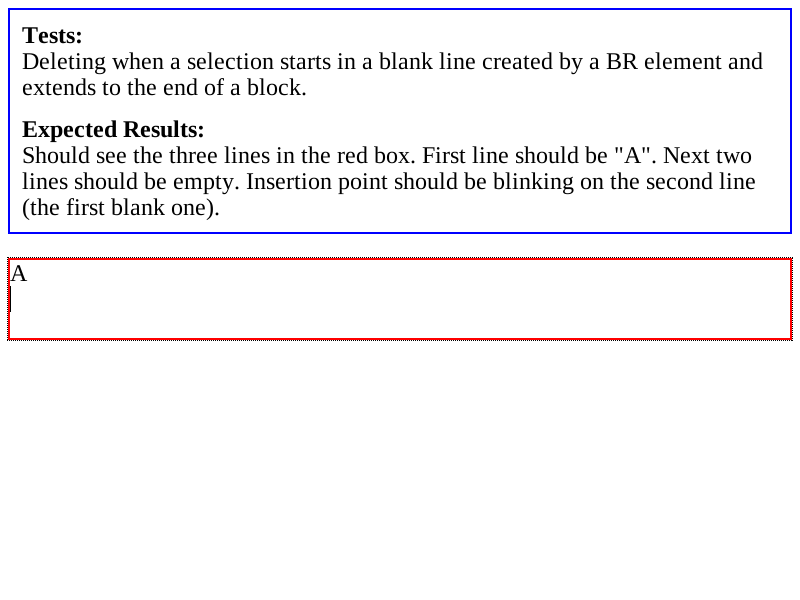 Tests:
Deleting when a selection starts in a blank line created by a BR element and
extends to the end of a block.
Expected Results:
Should see the three lines in the red box. First line should be "A". Next two
lines should be empty. Insertion point should be blinking on the second line
(the first blank one).
A